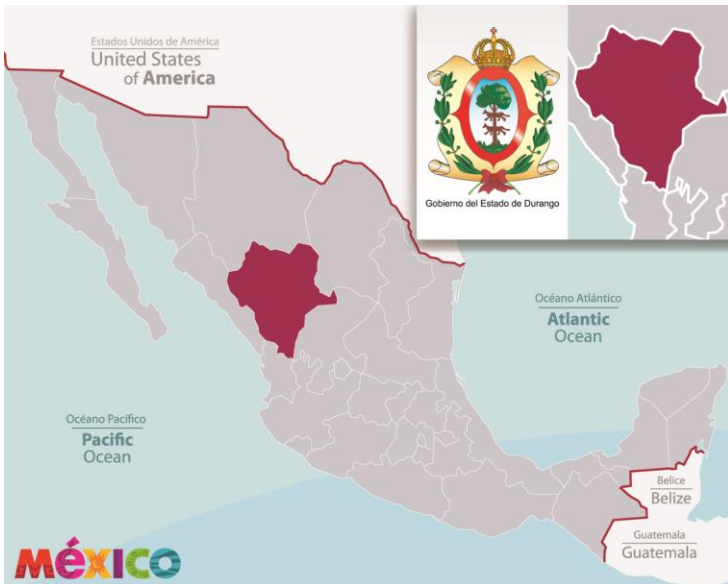 Estados Unidos de América
United States
of America
Gobierno del Estado de Durango
Océano Atlántico
Atlantic
Ocean
Océano Pacífico
Pacific
Ocean
Belice
Belize
Guatemala
Guatemala
méxico